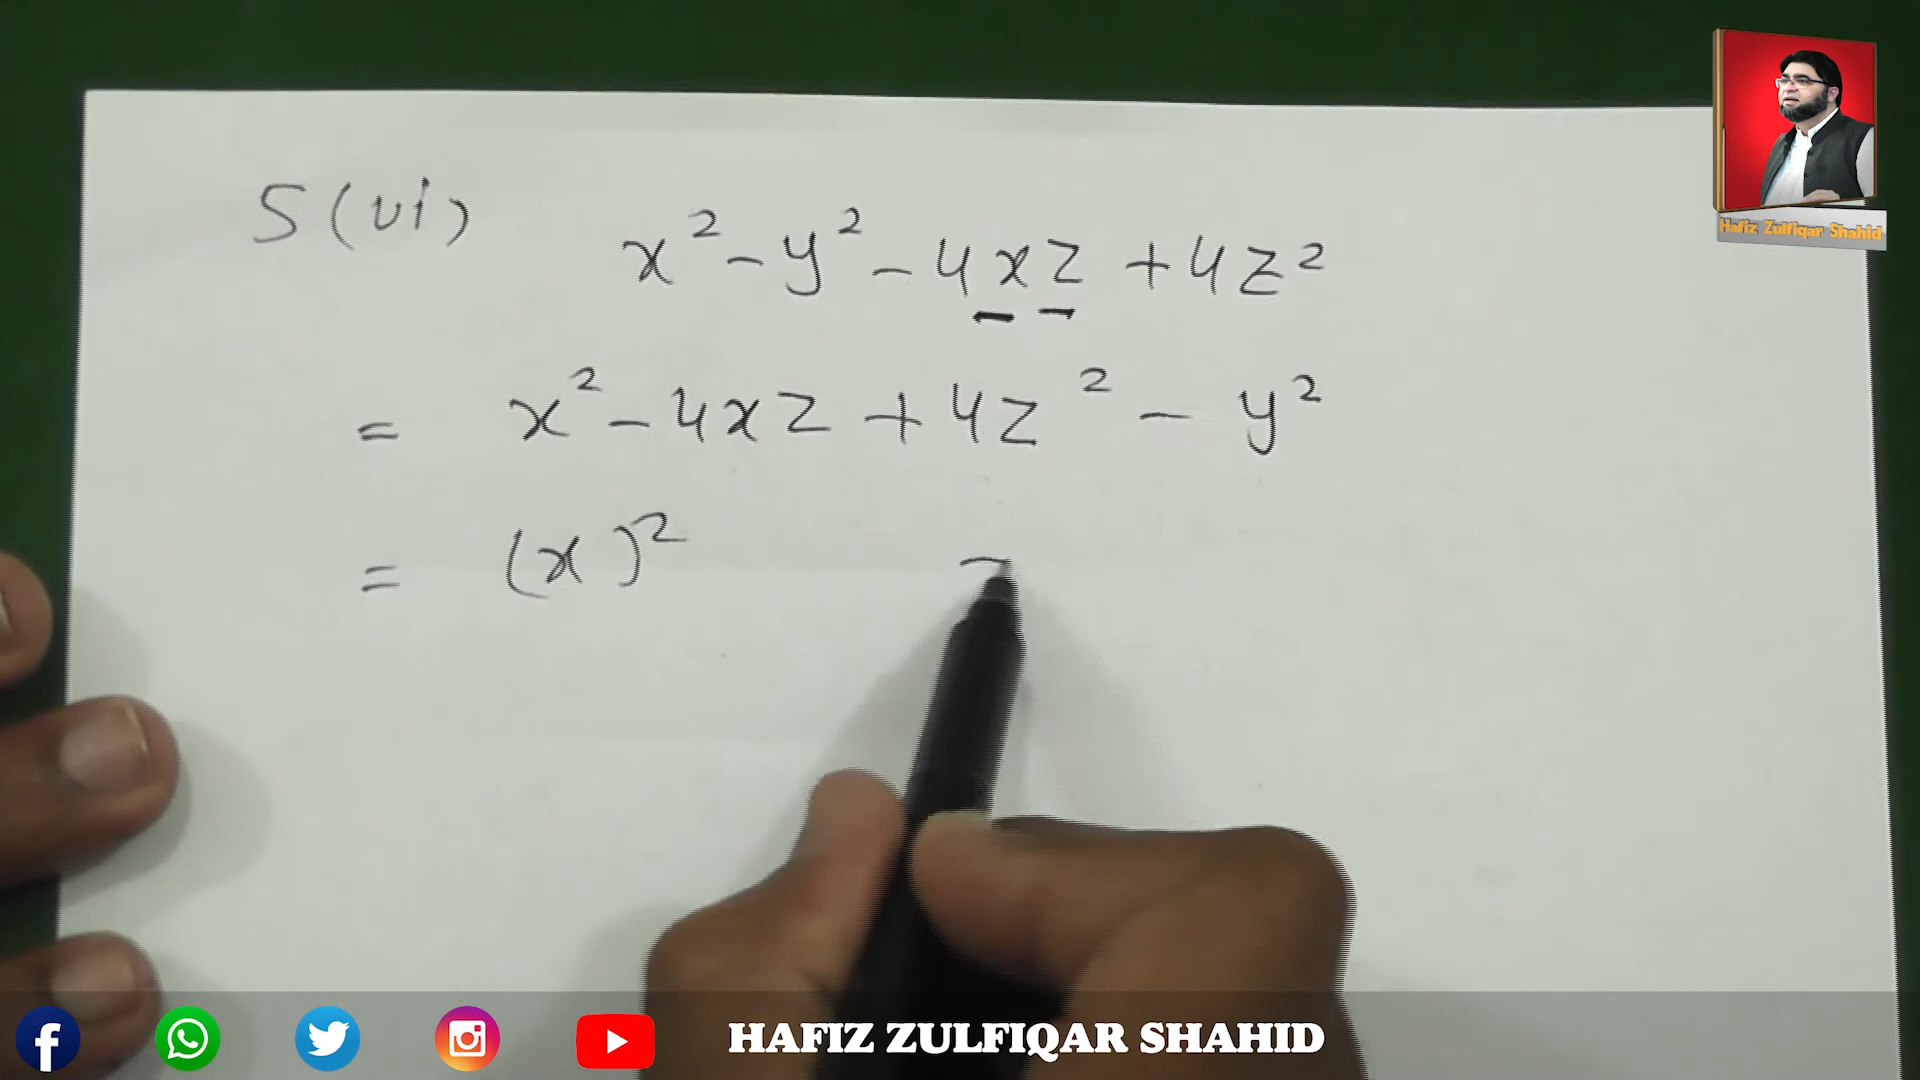 5(vi) x² - y² - 4xz + 4z²
= x² - 4xz + 4z² - y²
= (x)² -
Hafiz Zulfiqar Shahid
HAFIZ ZULFIQAR SHAHID